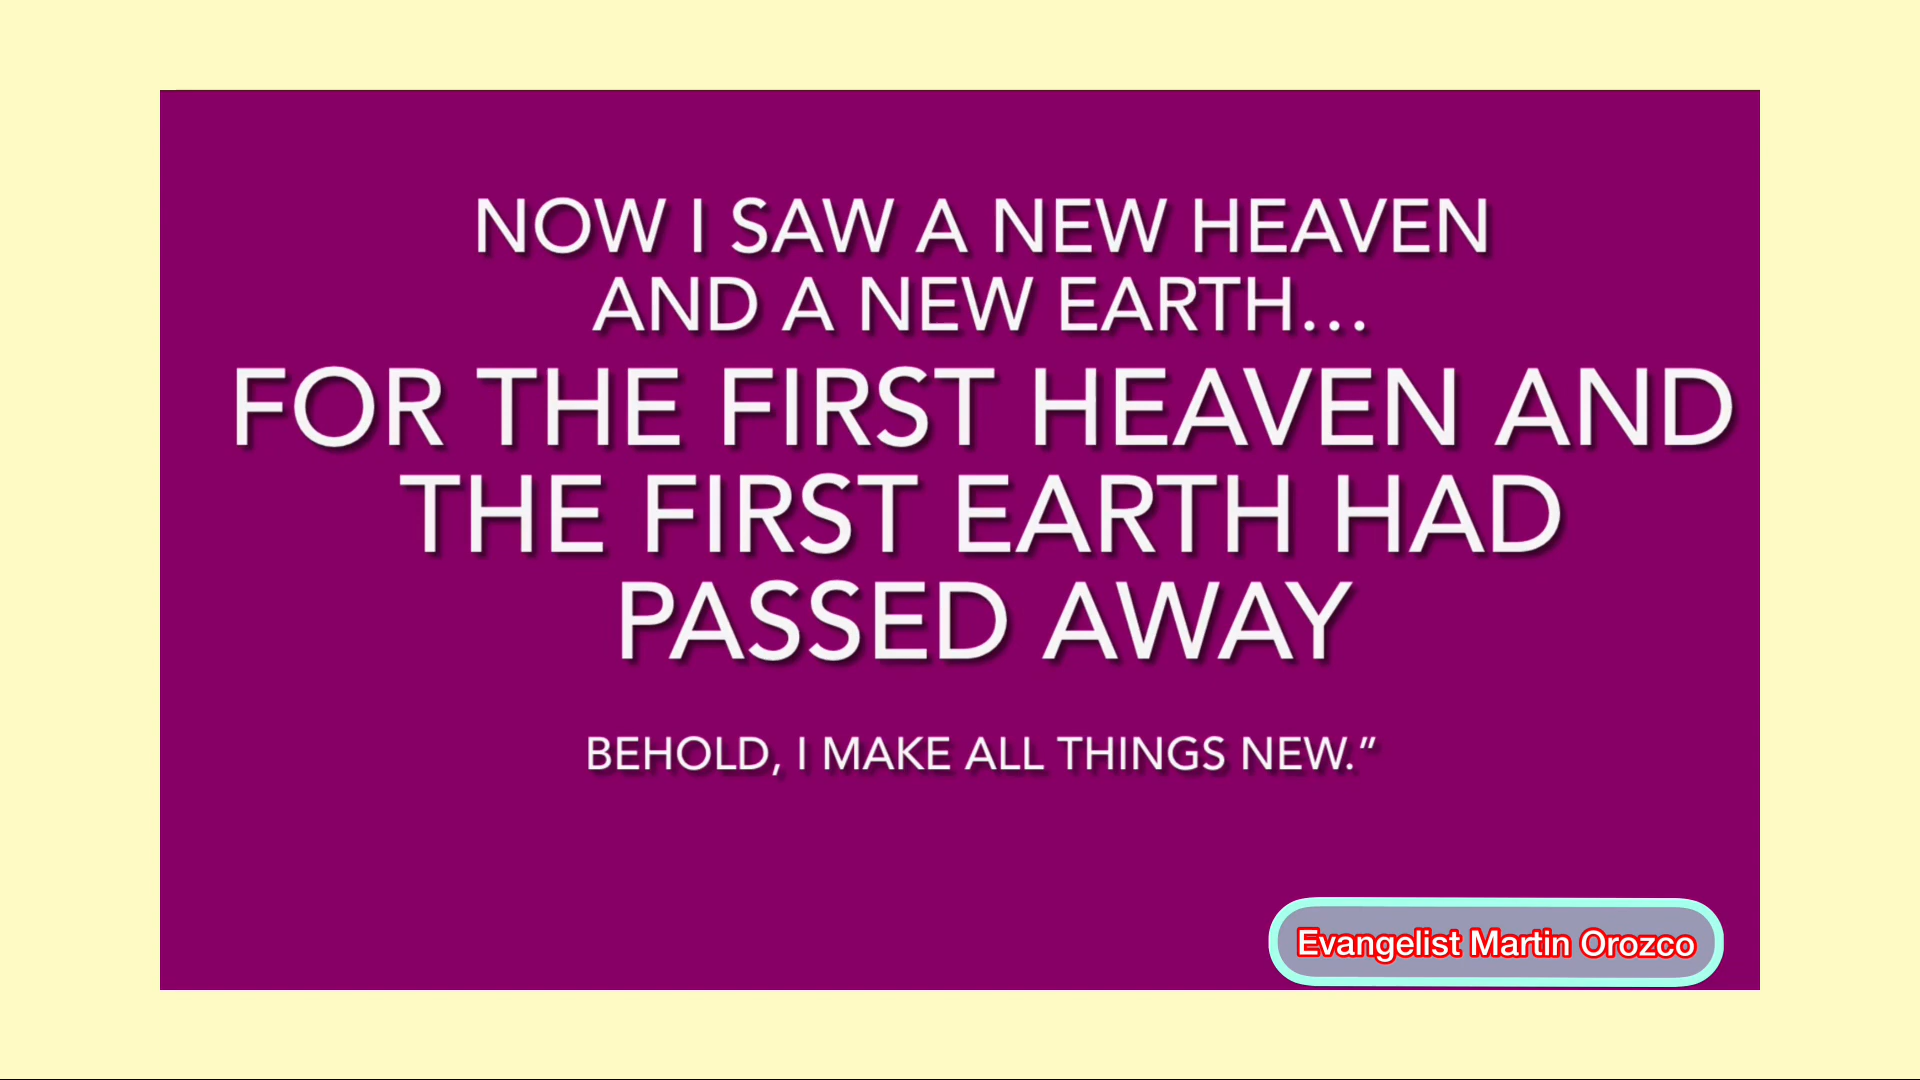 NOW I SAW A NEW HEAVEN
AND A NEW EARTH...
FOR THE FIRST HEAVEN AND
THE FIRST EARTH HAD
PASSED AWAY
BEHOLD, I MAKE ALL THINGS NEW.”
Evangelist Martin Orozco